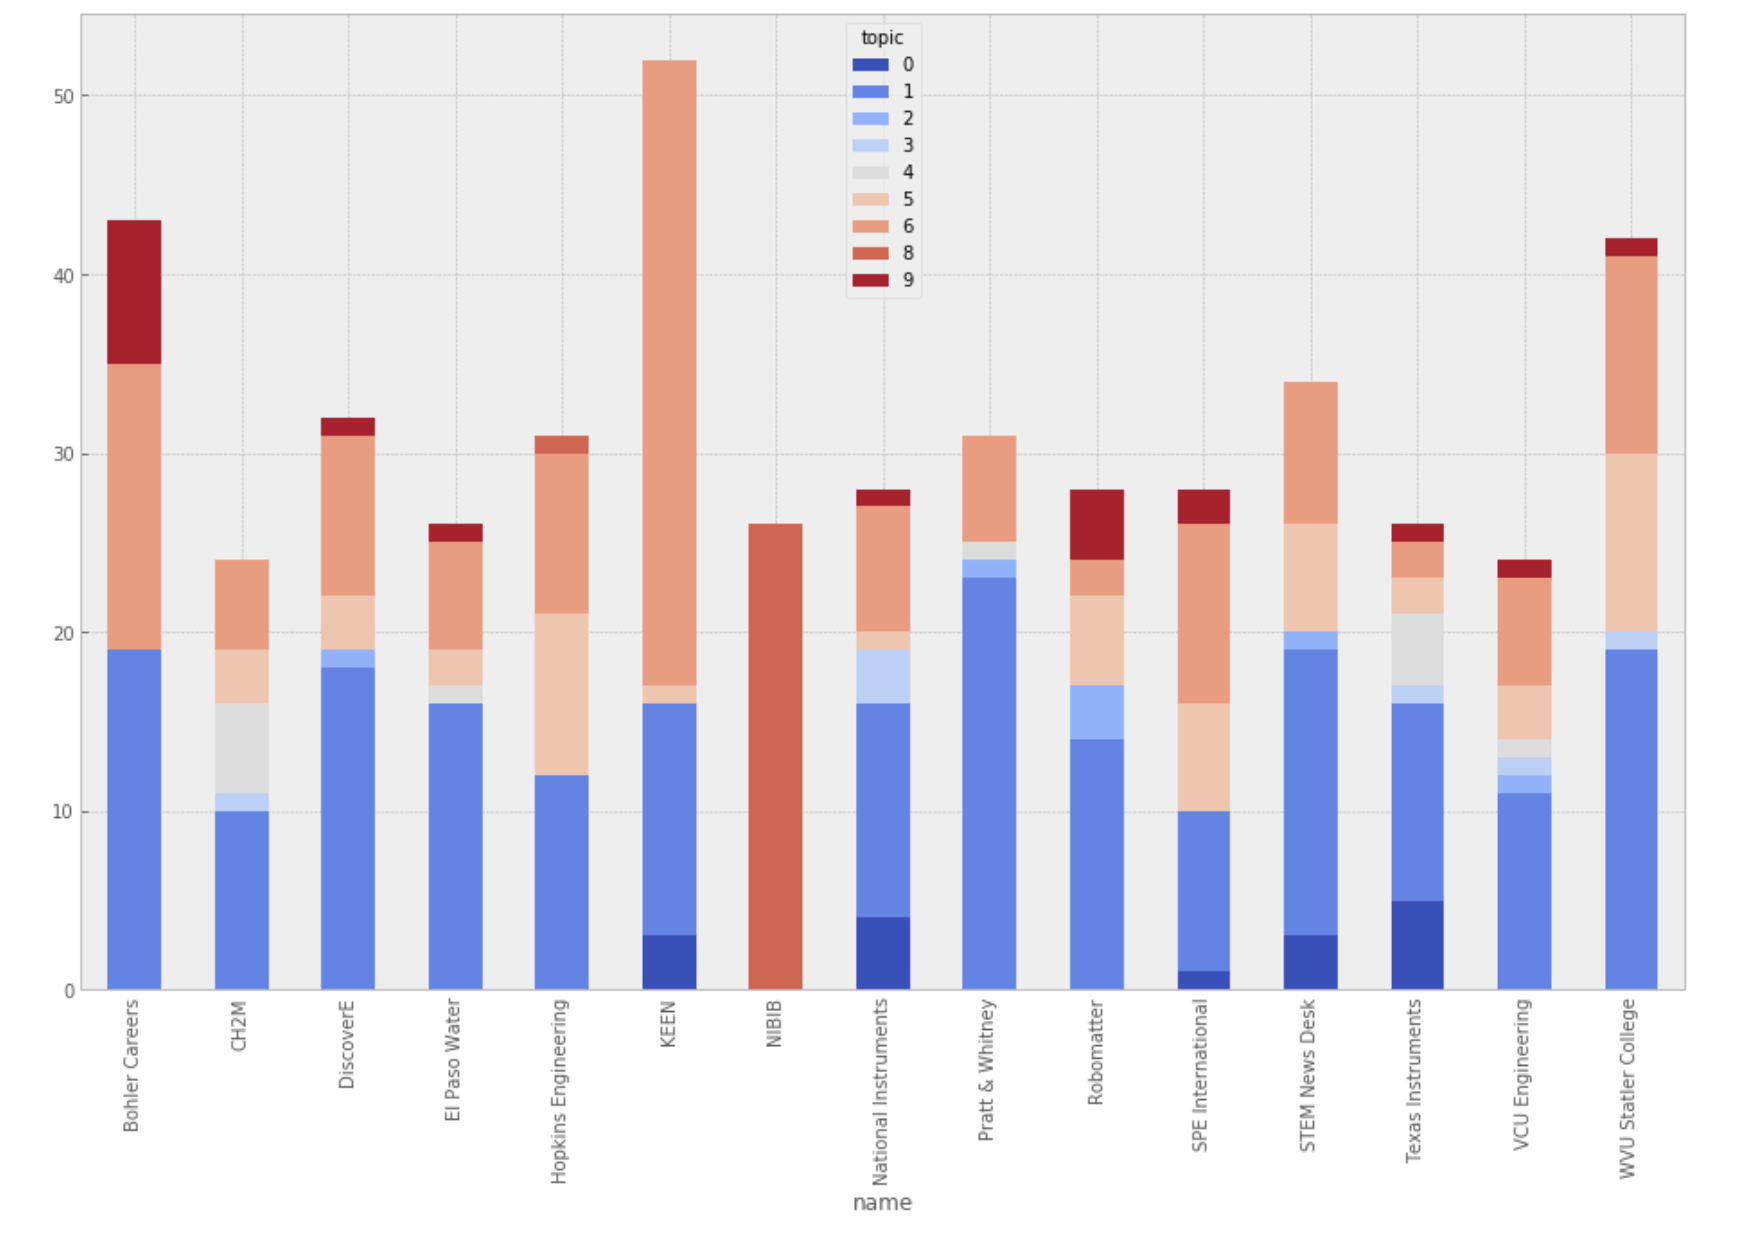 topic
0
1
2
3
4
5
6
8
9
50
40
30
20
10
0
Bohler Careers
CH2M
DiscoverE
El Paso Water
Hopkins Engineering
KEEN
NIBIB
National Instruments
Pratt & Whitney
Robomatter
SPE International
STEM News Desk
Texas Instruments
VCU Engineering
WVU Statler College
name